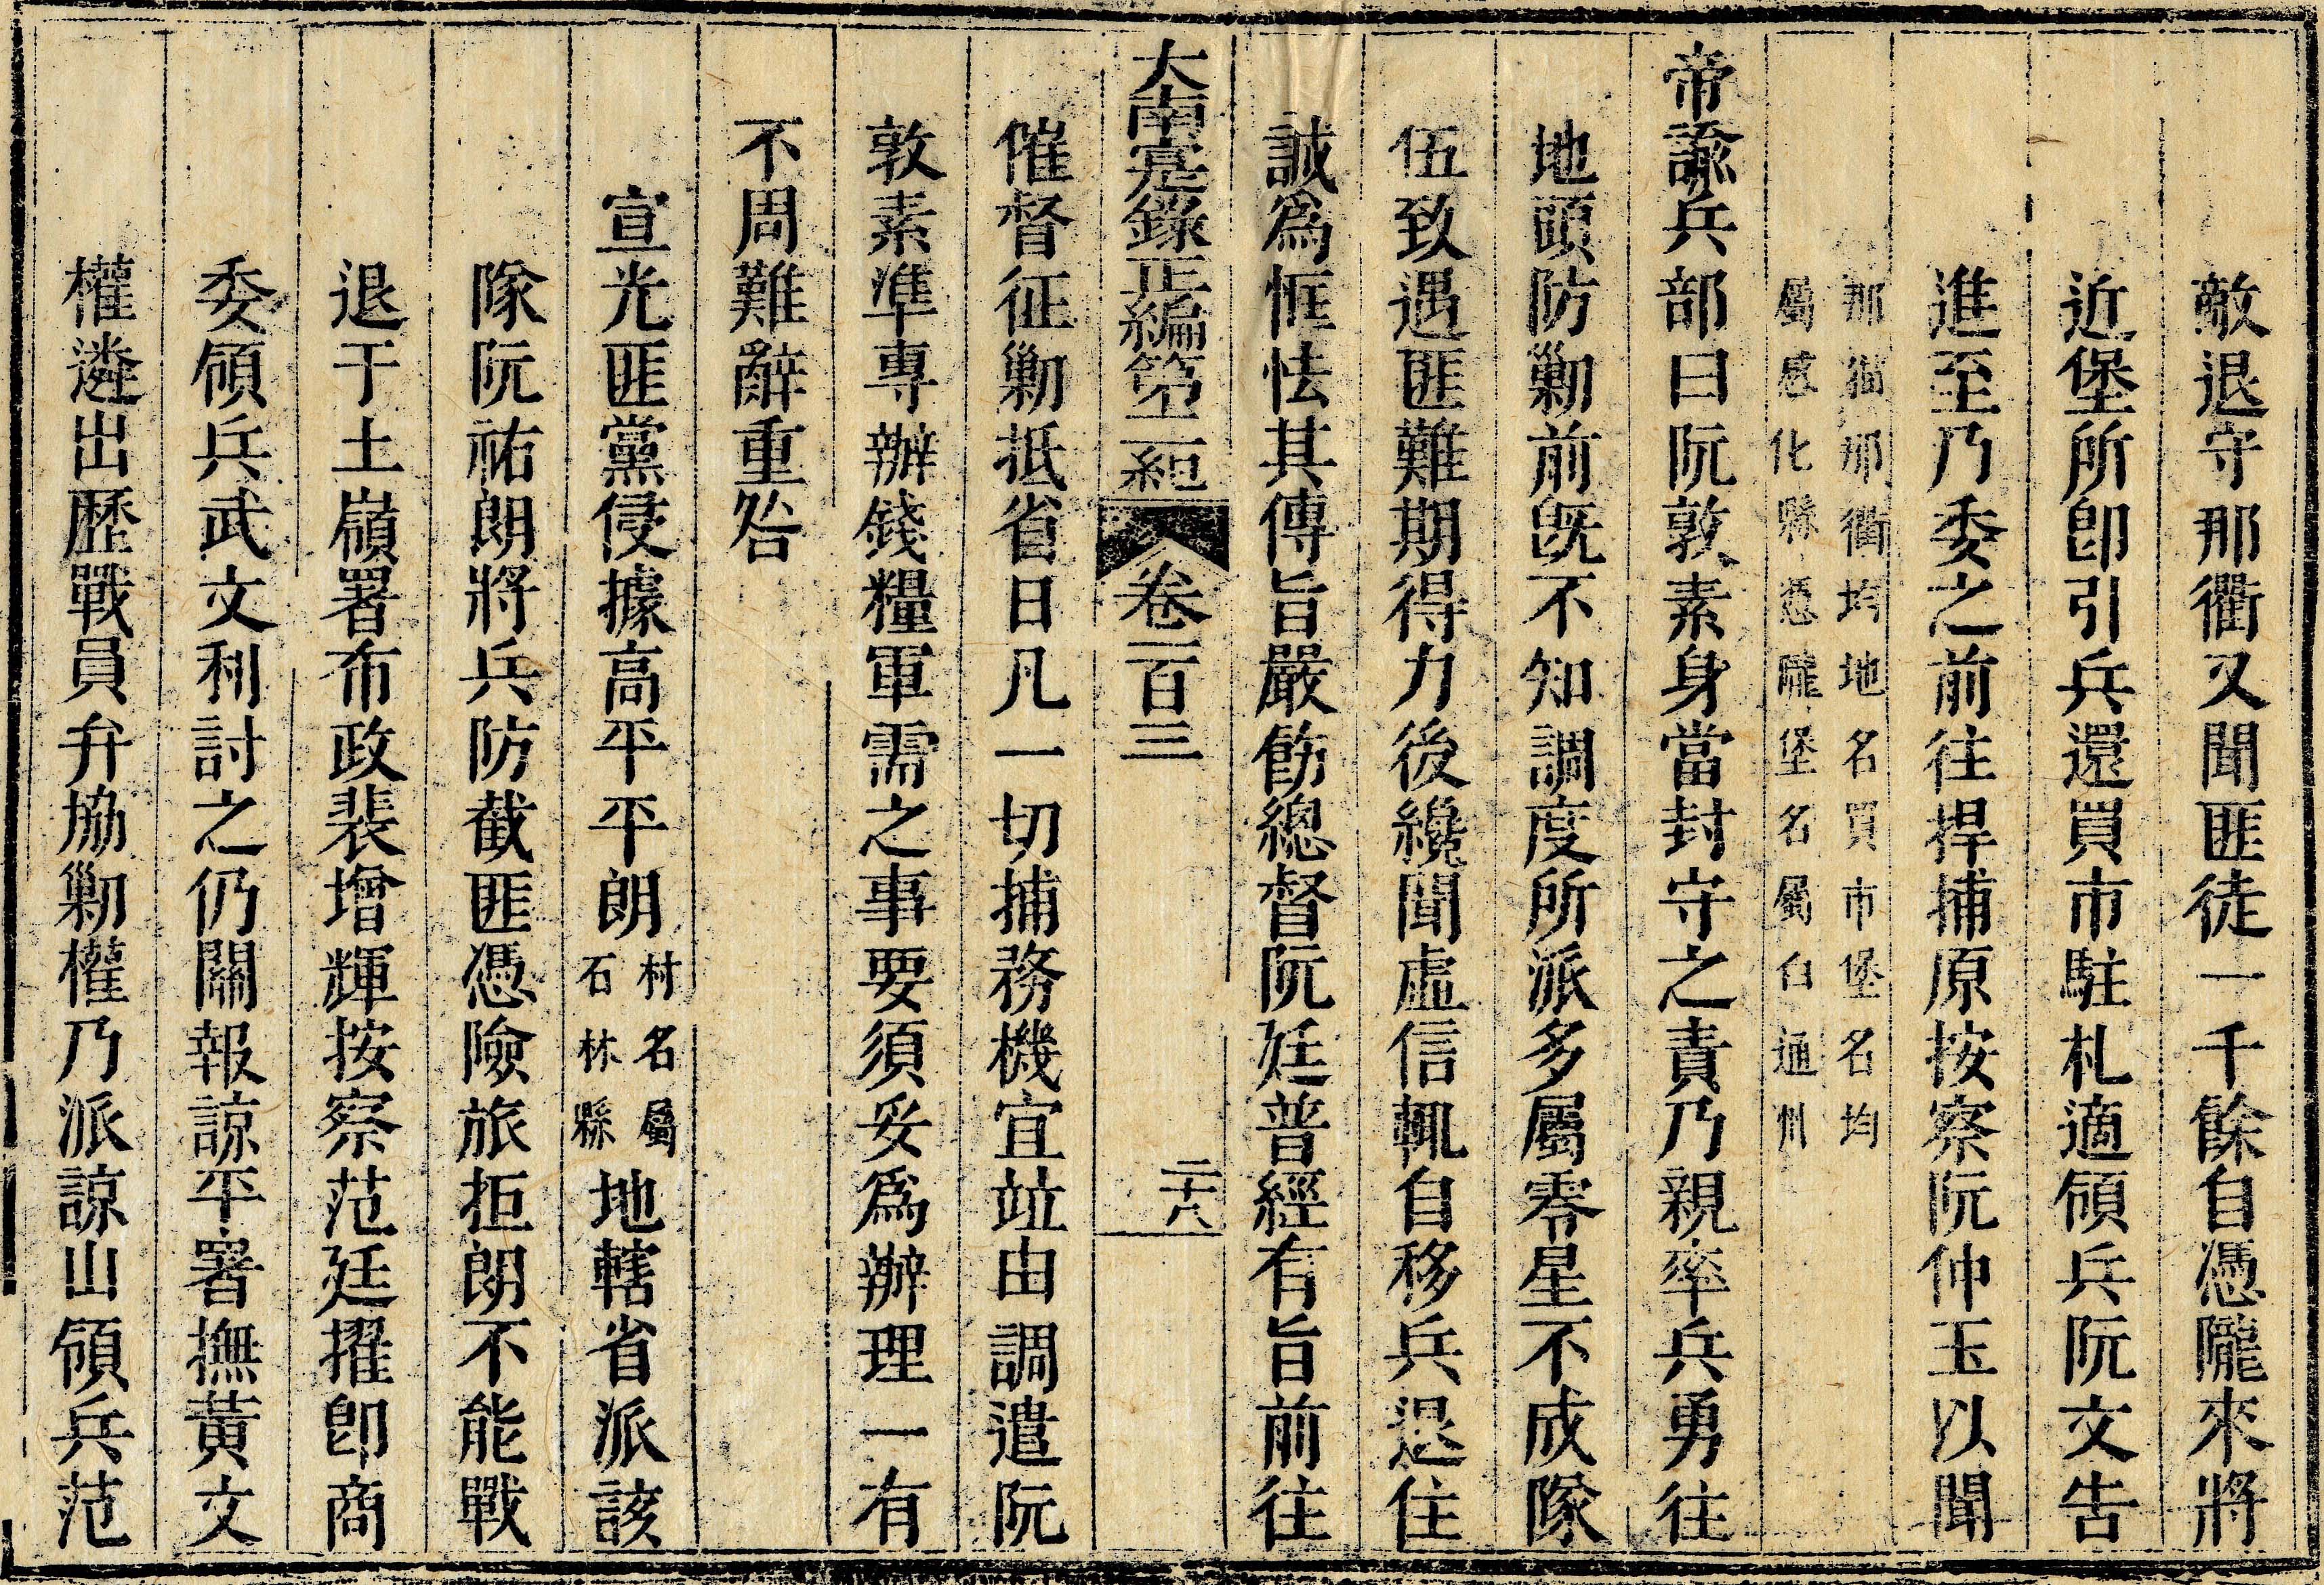 敵退守那衢又聞匪徒一千餘自憑隴來將
近堡所卽引兵還買市駐札適領兵阮文告
進至乃委之前往捍捕原按察阮仲玉以聞
那猫那衢均地名買市堡名均
屬感化縣憑隴堡名屬白通州
帝諭兵部曰阮敦素身當封守之責乃親率兵勇往
地頭防勦前旣不知調度所派多屬零星不成隊
伍致遇匪難期得力後纔聞虛信輒自移兵退住
誠爲恇怯其傳旨嚴飭總督阮廷普經有旨前往
大南寔錄正編第二紀 卷一百三 二十八
催督征勦抵省日凡一切捕務機宜竝由調遣阮
敦素準專辦錢糧軍需之事要須妥爲辦理一有
不周難辭重咎
宣光匪黨侵據高平平朗村名屬石林縣地轄省派該
隊阮祐朗將兵防截匪憑險旅拒朗不能戰
退于土嶺署布政裴增輝按察范廷擢卽商
委領兵武文利討之仍關報諒平署撫黃文
權遴出歷戰員弁協勦權乃派諒山領兵范